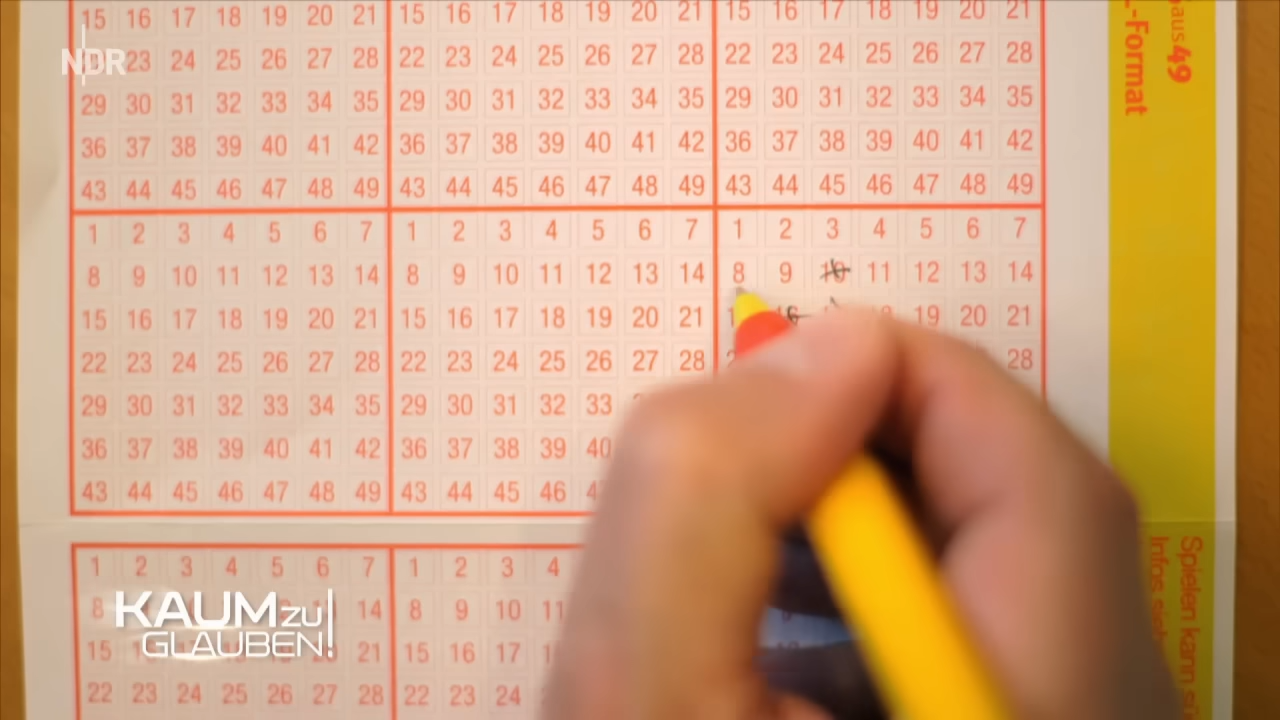 15 16 17 18 19 20 21 15 16 17 18 19 20 21 15 16 17 18 19 20 21
NDR 23 24 25 26 27 28 22 23 24 25 26 27 28 22 23 24 25 26 27 28
29 30 31 32 33 34 35 29 30 31 32 33 34 35 29 30 31 32 33 34 35
36 37 38 39 40 41 42 36 37 38 39 40 41 42 36 37 38 39 40 41 42
43 44 45 46 47 48 49 43 44 45 46 47 48 49 43 44 45 46 47 48 49
aus 49
-Format
1 2 3 4 5 6 7 1 2 3 4 5 6 7 1 2 3 4 5 6 7
8 9 10 11 12 13 14 8 9 10 11 12 13 14 8 9 10 11 12 13 14
15 16 17 18 19 20 21 15 16 17 18 19 20 21 19 20 21
22 23 24 25 26 27 28 22 23 24 25 26 27 28 28
29 30 31 32 33 34 35 29 30 31 32 33
36 37 38 39 40 41 42 36 37 38 39 40
43 44 45 46 47 48 49 43 44 45 46
1 2 3 4 5 6 7 1 2 3 4
8 14 8 9 10 11
KAUM ZU
GLAUBEN!
15 21 15 16 17
22 23 24 25 26 27 28 22 23 24
Spielen kann
Infos